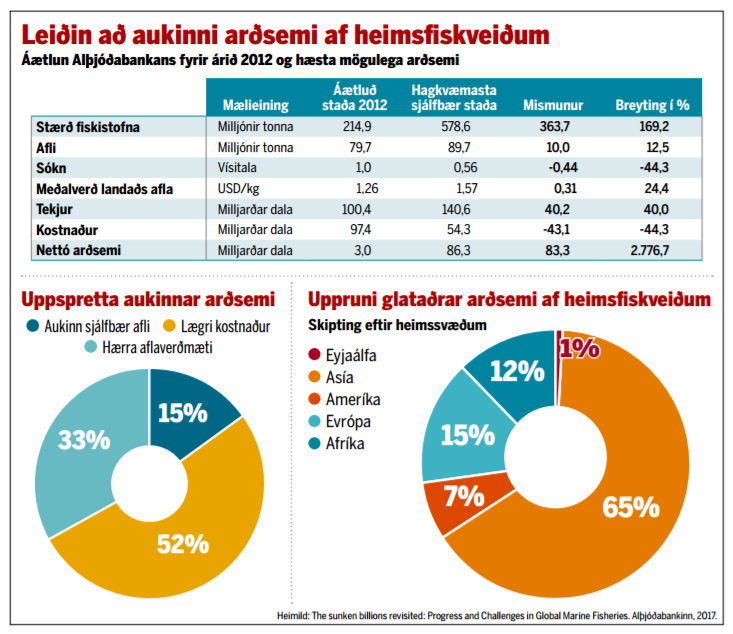 Leiðin að aukinni arðsemi af heimsfiskveiðum
Áætlun Alþjóðabankans fyrir árið 2012 og hæsta mögulega arðsemi
Mælieining Áætluð staða 2012 Hagkvæmasta sjálfbær staða Mismunur Breyting í %
Stærð fiskistofna Milljónir tonna 214,9 578,6 363,7 169,2
Afli Milljónir tonna 79,7 89,7 10,0 12,5
Sókn Vísitala 1,0 0,56 -0,44 -44,3
Meðalverð landaðs afla USD/kg 1,26 1,57 0,31 24,4
Tekjur Milljarðar dala 100,4 140,6 40,2 40,0
Kostnaður Milljarðar dala 97,4 54,3 -43,1 -44,3
Nettó arðsemi Milljarðar dala 3,0 86,3 83,3 2.776,7
Uppspretta aukinnar arðsemi
Aukinn sjálfbær afli Lægri kostnaður
Hærra aflaverðmæti
15%
33%
52%
Uppruni glataðrar arðsemi af heimsfiskveiðum
Skipting eftir heimssvæðum
Eyjaálfa
Asía
Ameríka
Evrópa
Afríka
1%
12%
15%
7%
65%
Heimild: The sunken billions revisited: Progress and Challenges in Global Marine Fisheries. Alþjóðabankinn, 2017.